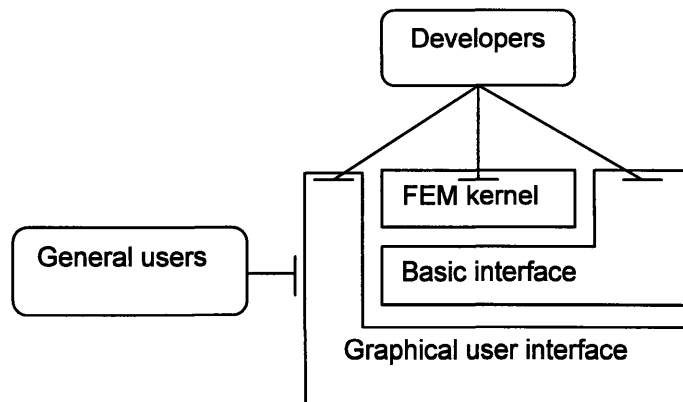 Developers
FEM kernel
General users
Basic interface
Graphical user interface